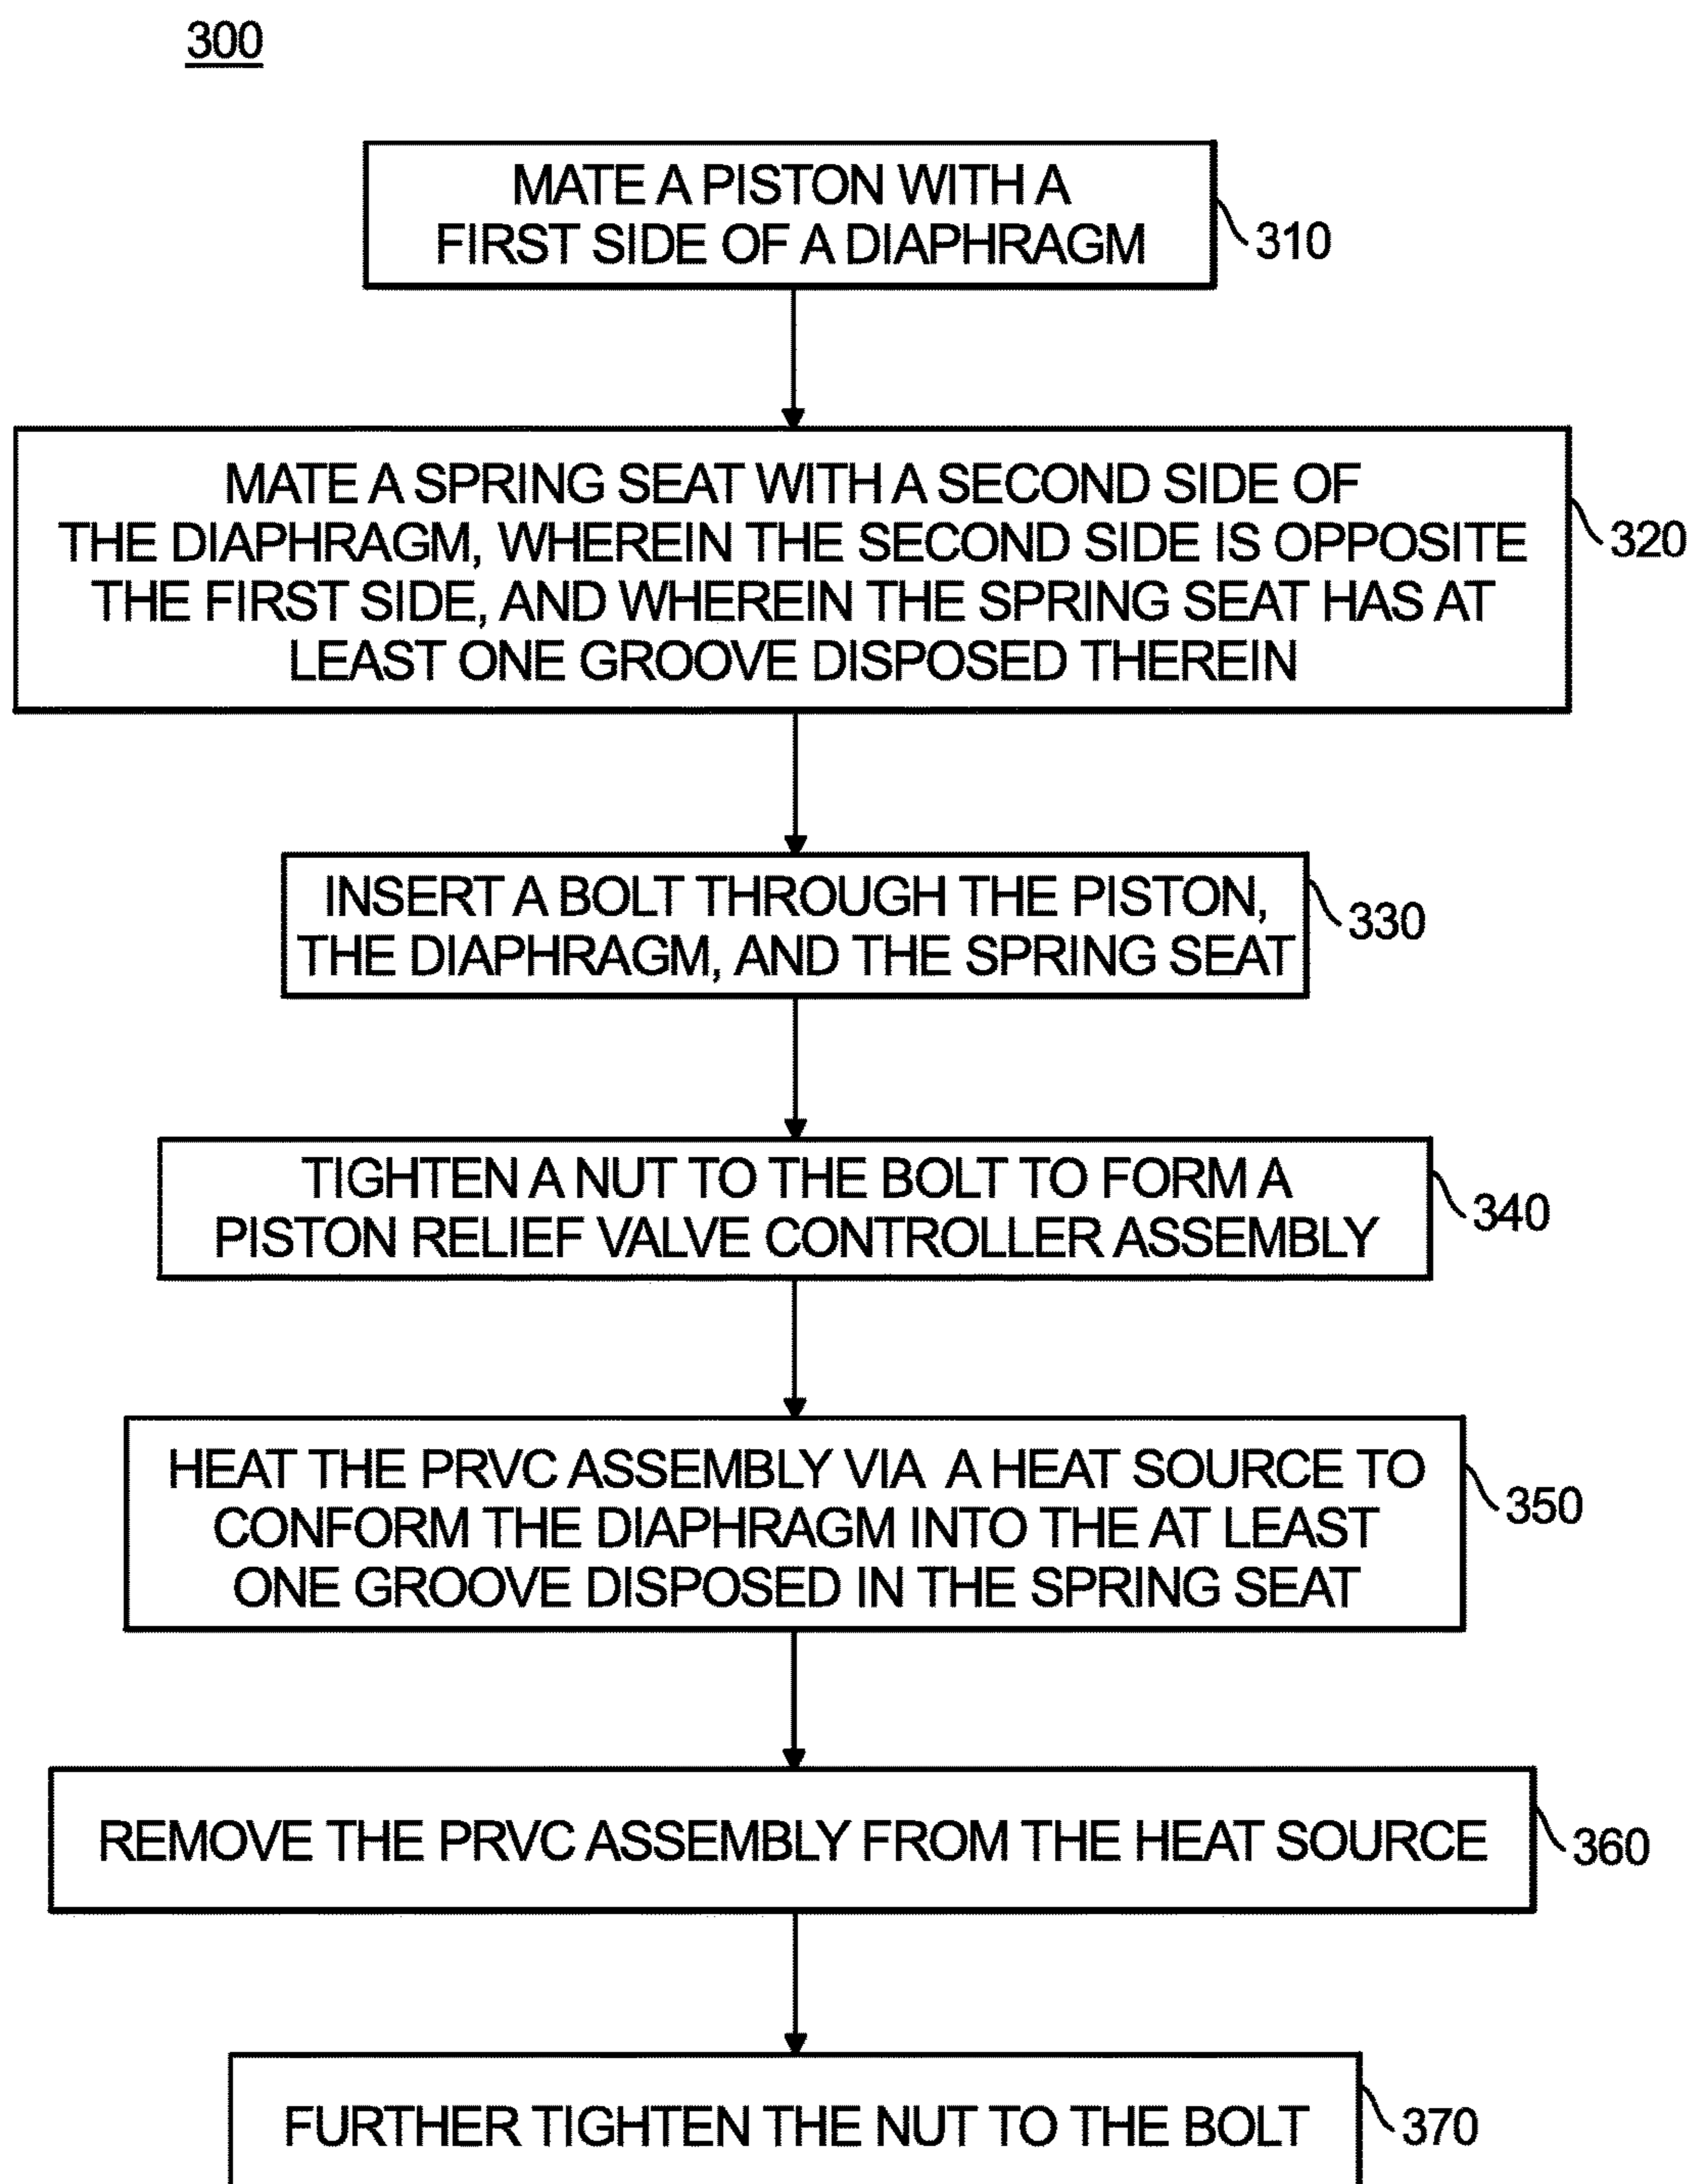 300
MATE A PISTON WITH A
FIRST SIDE OF A DIAPHRAGM
310
MATE A SPRING SEAT WITH A SECOND SIDE OF
THE DIAPHRAGM, WHEREIN THE SECOND SIDE IS OPPOSITE
THE FIRST SIDE, AND WHEREIN THE SPRING SEAT HAS AT
LEAST ONE GROOVE DISPOSED THEREIN
320
INSERT A BOLT THROUGH THE PISTON,
THE DIAPHRAGM, AND THE SPRING SEAT
330
TIGHTEN A NUT TO THE BOLT TO FORM A
PISTON RELIEF VALVE CONTROLLER ASSEMBLY
340
HEAT THE PRVC ASSEMBLY VIA A HEAT SOURCE TO
CONFORM THE DIAPHRAGM INTO THE AT LEAST
ONE GROOVE DISPOSED IN THE SPRING SEAT
350
REMOVE THE PRVC ASSEMBLY FROM THE HEAT SOURCE
360
FURTHER TIGHTEN THE NUT TO THE BOLT
370